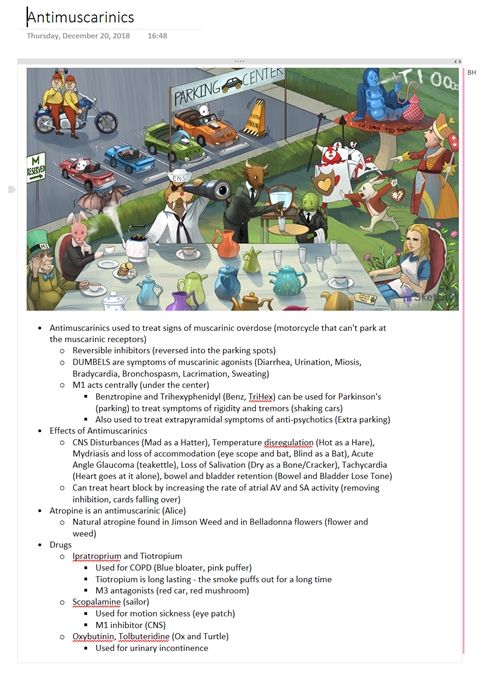 Antimuscarinics
Thursday, December 20, 2018 16:48
BH
PARKING CENTER
M
RESERVED
CNS
Sketchy
• Antimuscarinics used to treat signs of muscarinic overdose (motorcycle that can't park at
the muscarinic receptors)
o Reversible inhibitors (reversed into the parking spots)
o DUMBELS are symptoms of muscarinic agonists (Diarrhea, Urination, Miosis,
Bradycardia, Bronchospasm, Lacrimation, Sweating)
o M1 acts centrally (under the center)
▪ Benztropine and Trihexyphenidyl (Benz, TriHex) can be used for Parkinson's
(parking) to treat symptoms of rigidity and tremors (shaking cars)
▪ Also used to treat extrapyramidal symptoms of anti-psychotics (Extra parking)
• Effects of Antimuscarinics
o CNS Disturbances (Mad as a Hatter), Temperature disregulation (Hot as a Hare),
Mydriasis and loss of accommodation (eye scope and bat, Blind as a Bat), Acute
Angle Glaucoma (teakettle), Loss of Salivation (Dry as a Bone/Cracker), Tachycardia
(Heart goes at it alone), bowel and bladder retention (Bowel and Bladder Lose Tone)
o Can treat heart block by increasing the rate of atrial AV and SA activity (removing
inhibition, cards falling over)
• Atropine is an antimuscarinic (Alice)
o Natural atropine found in Jimson Weed and in Belladonna flowers (flower and
weed)
• Drugs
o Ipratroprium and Tiotropium
▪ Used for COPD (Blue bloater, pink puffer)
▪ Tiotropium is long lasting - the smoke puffs out for a long time
▪ M3 antagonists (red car, red mushroom)
o Scopalamine (sailor)
▪ Used for motion sickness (eye patch)
▪ M1 inhibitor (CNS)
o Oxybutinin, Tolbuteridine (Ox and Turtle)
▪ Used for urinary incontinence